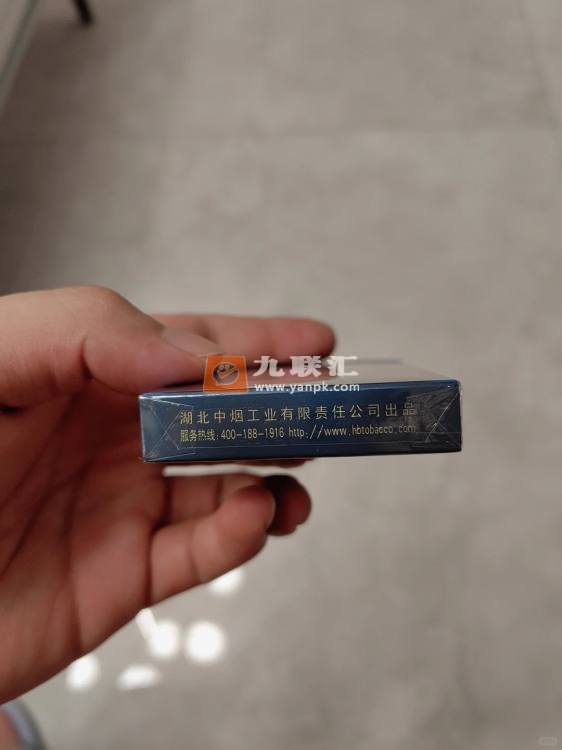 九联汇
www.yanpk.com
湖北中烟工业有限责任公司出品
服务热线:400-188-1916 http://www.hbtobacco.com